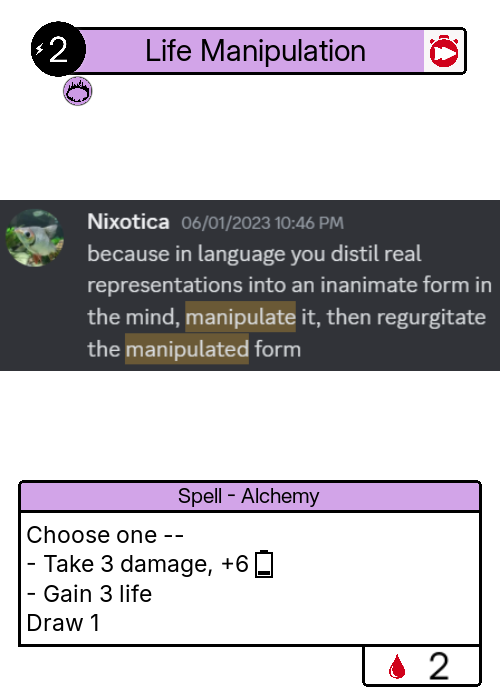 2
Life Manipulation
Nixotica 06/01/2023 10:46 PM
because in language you distil real
representations into an inanimate form in
the mind, manipulate it, then regurgitate
the manipulated form
Spell - Alchemy
Choose one --
- Take 3 damage, +6
- Gain 3 life
Draw 1
2